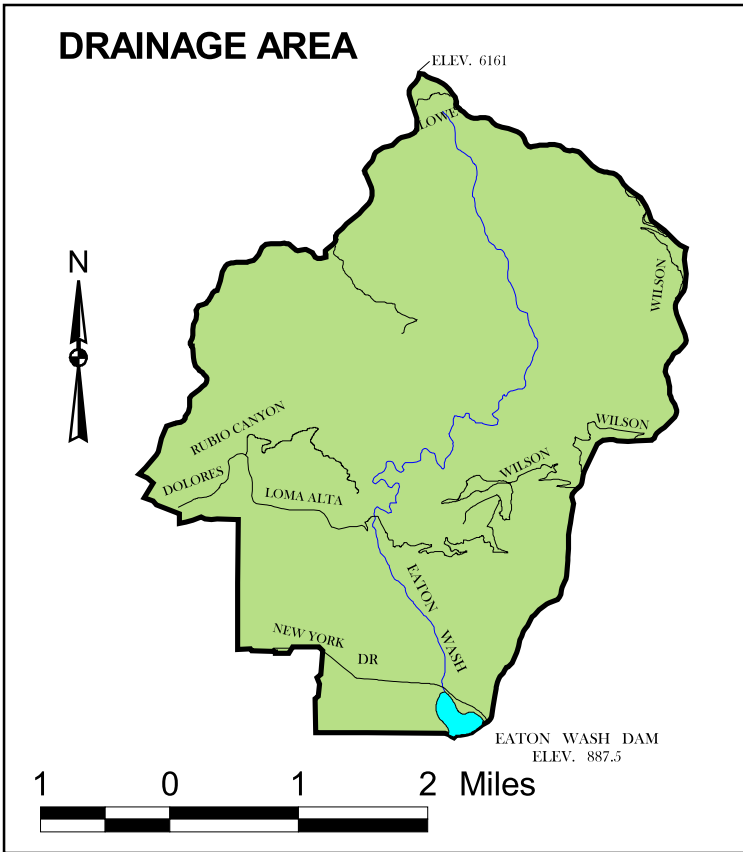 DRAINAGE AREA
ELEV. 6161
LOWE
N
WILSON
RUBIO CANYON
WILSON
DOLORES
WILSON
LOMA ALTA
EATON WASH
NEW YORK DR
EATON WASH DAM
ELEV. 887.5
1 0 1 2 Miles